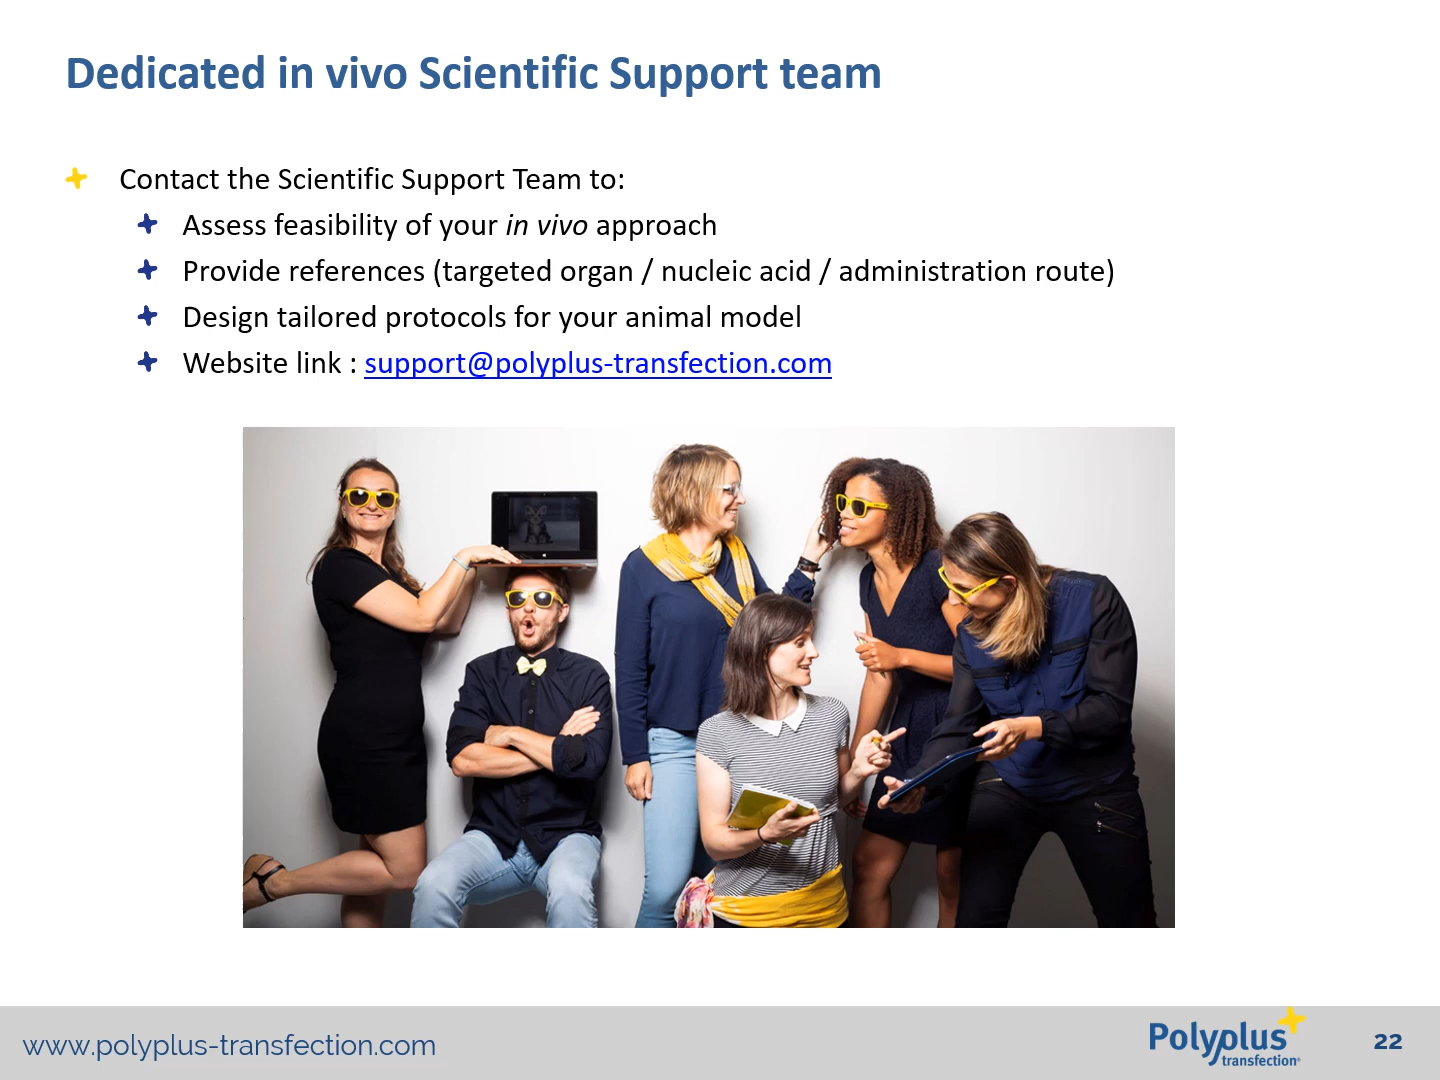 Dedicated in vivo Scientific Support team
Contact the Scientific Support Team to:
Assess feasibility of your in vivo approach
Provide references (targeted organ / nucleic acid / administration route)
Design tailored protocols for your animal model
Website link : support@polyplus-transfection.com
www.polyplus-transfection.com
Polyplus
transfection
22